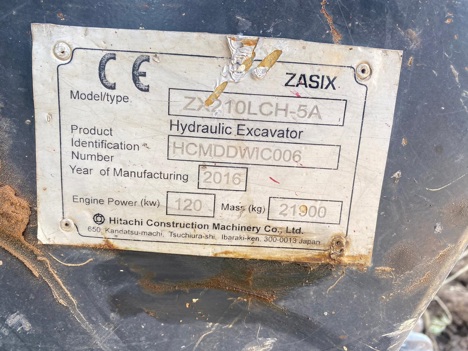 CE ZASIX
Model/type ZX210LCH-5A
Hydraulic Excavator
Product
Identification HCMDDWIC006
Number
Year of Manufacturing 2016
Engine Power (kw) 120 Mass (kg) 21900
Hitachi Construction Machinery Co., Ltd.
650, Kandatsu-machi, Tsuchiura-shi, Ibaraki-ken, 300-0013 Japan